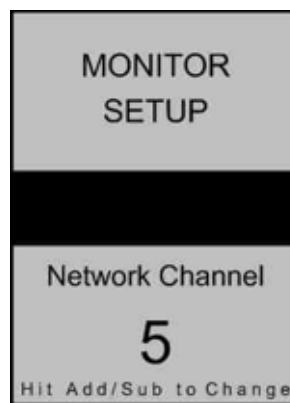 MONITOR
SETUP
Network Channel
5
Hit Add/Sub to Change